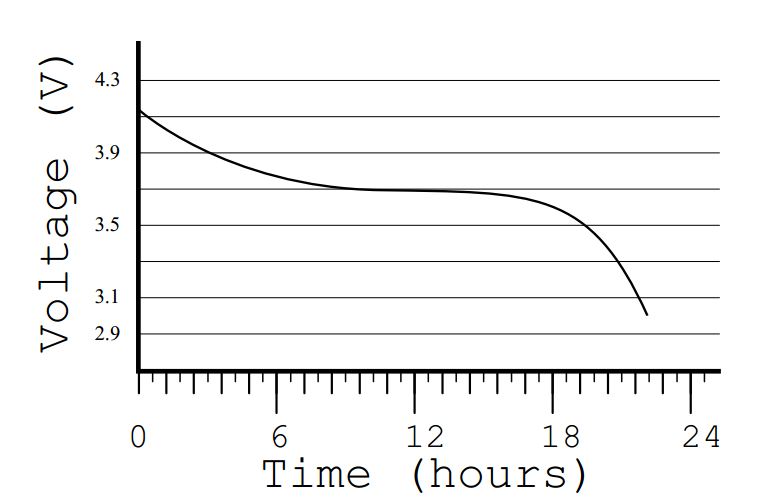 Voltage (V)
4.3
3.9
3.5
3.1
2.9
0 6 12 18 24
Time (hours)